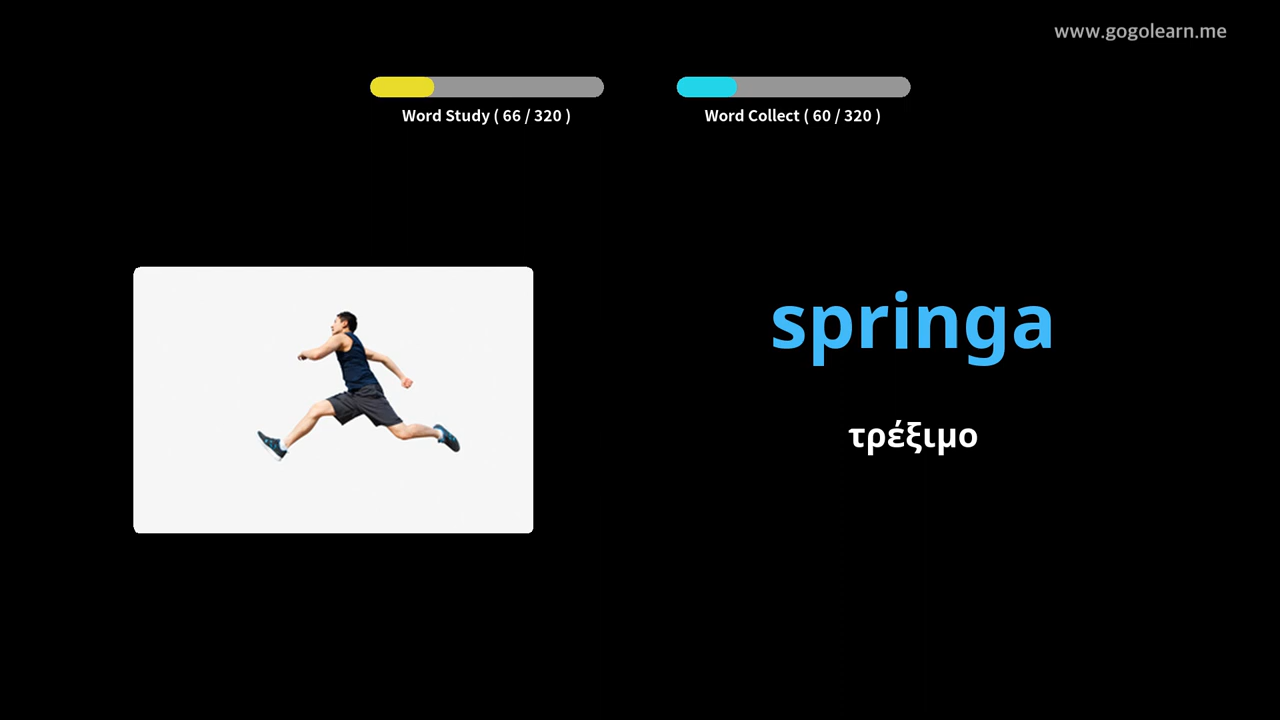 www.gogolearn.me
Word Study ( 66 / 320 )
Word Collect ( 60 / 320 )
springa
τρέξιμο